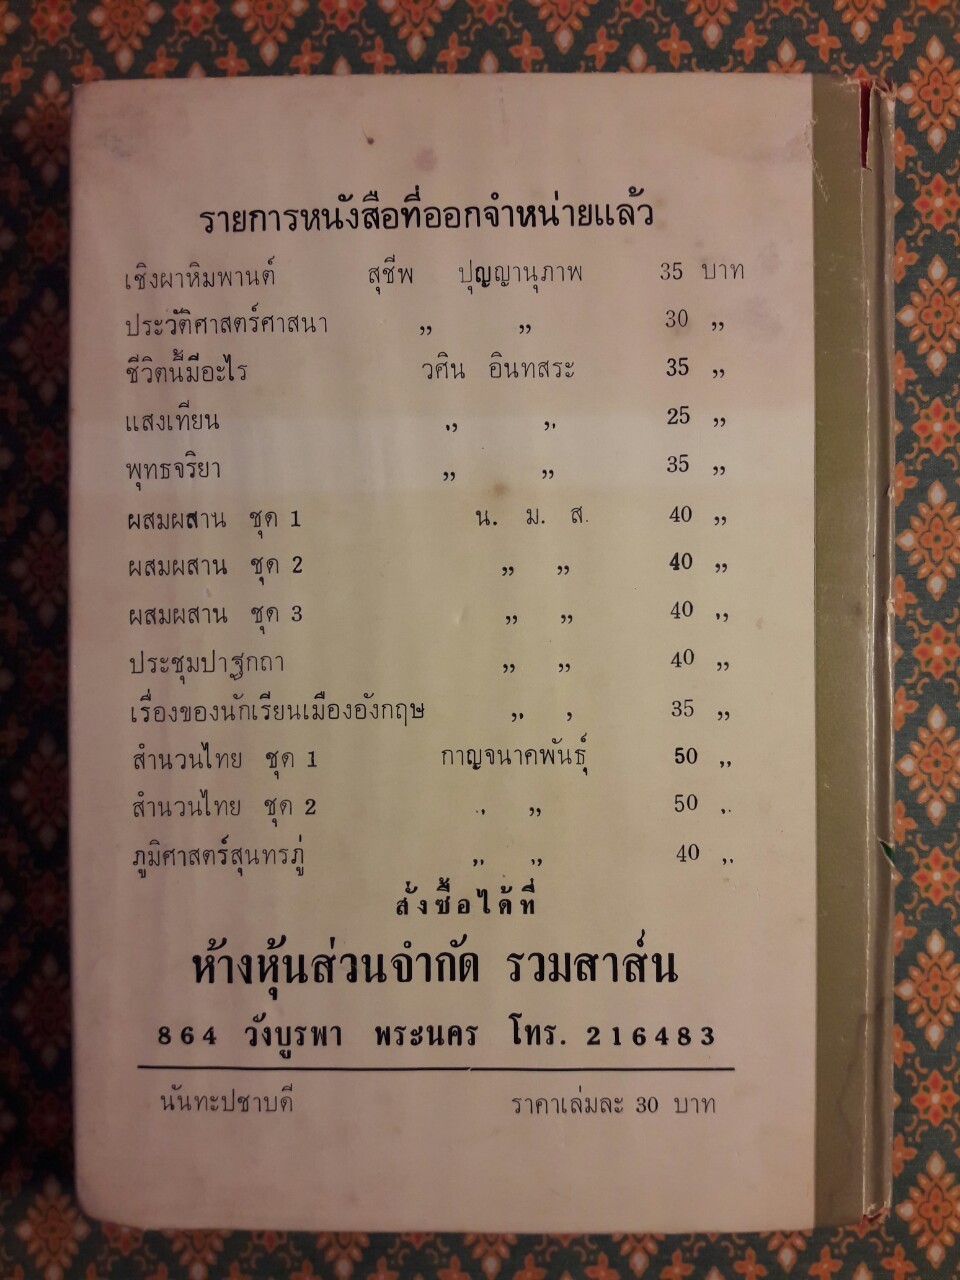 รายการหนังสือที่ออกจำหน่ายแล้ว
เชิงผาหิมพานต์ สุชีพ ปุญญานุภาพ 35 บาท
ประวัติศาสตร์ศาสนา ,, ,, 30 ,,
ชีวิตนี้มีอะไร วศิน อินทสระ 35 ,,
แสงเทียน ,, ,, 25 ,,
พุทธจริยา ,, ,, 35 ,,
ผสมผสาน ชุด 1 น. ม. ส. 40 ,,
ผสมผสาน ชุด 2 ,, ,, 40 ,,
ผสมผสาน ชุด 3 ,, ,, 40 ,,
ประชุมปาฐกถา ,, ,, 40 ,,
เรื่องของนักเรียนเมืองอังกฤษ ,, , 35 ,,
สำนวนไทย ชุด 1 กาญจนาคพันธุ์ 50 ,,
สำนวนไทย ชุด 2 ,, ,, 50 ,,
ภูมิศาสตร์สุนทรภู่ ,, ,, 40 ,,
สั่งซื้อได้ที่
ห้างหุ้นส่วนจำกัด รวมสาส์น
864 วังบูรพา พระนคร โทร. 216483
นันทะปชาบดี ราคาเล่มละ 30 บาท